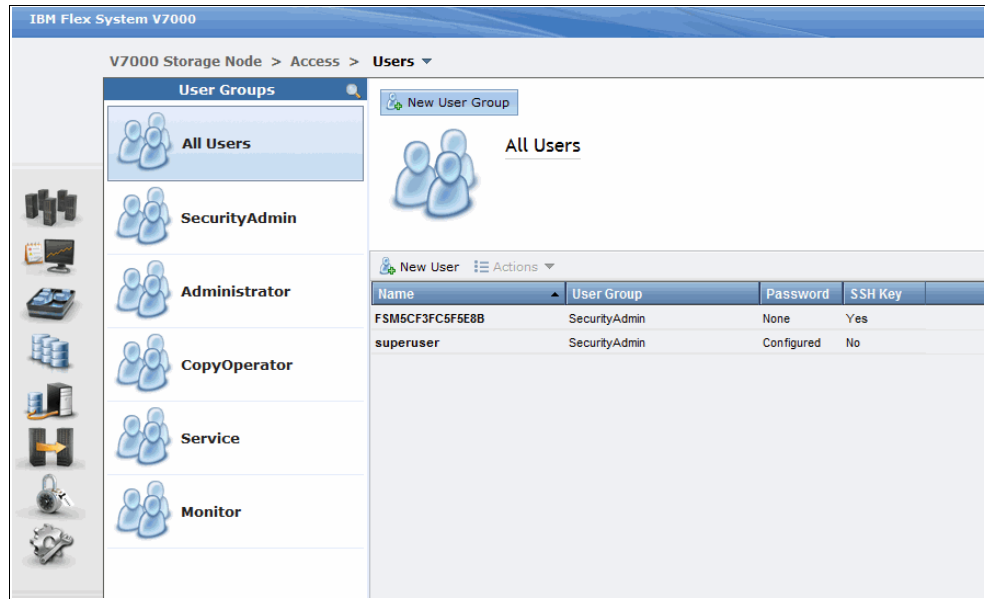 IBM Flex System V7000
V7000 Storage Node > Access > Users
User Groups
All Users
SecurityAdmin
Administrator
CopyOperator
Service
Monitor
New User Group
All Users
New User Actions
Name User Group Password SSH Key
FSM5CF3FC5F5E8B SecurityAdmin None Yes
superuser SecurityAdmin Configured No